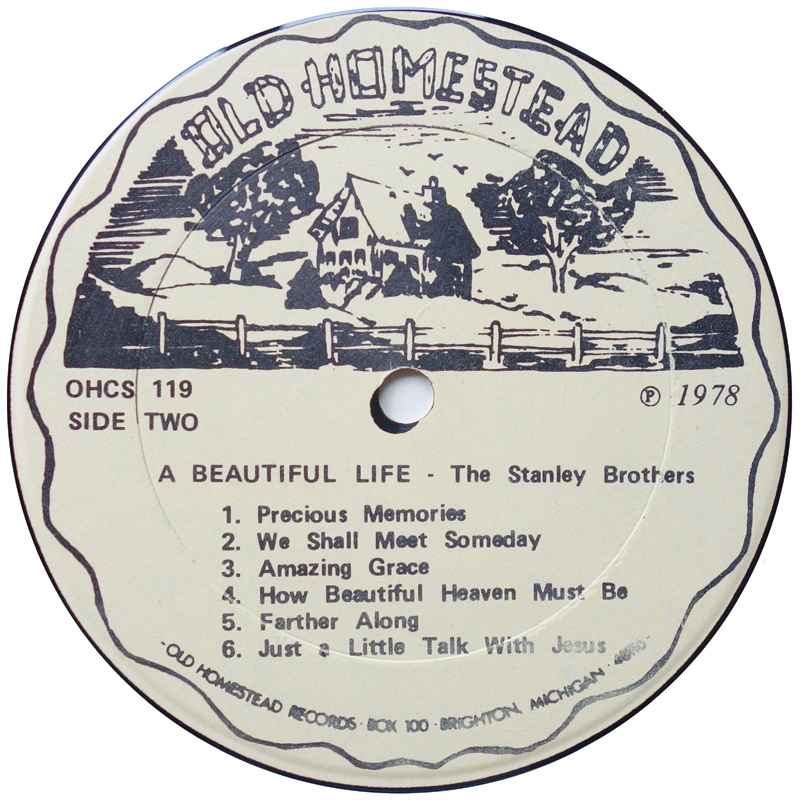 OLD HOMESTEAD
OHCS 119
℗ 1978
SIDE TWO
A BEAUTIFUL LIFE - The Stanley Brothers
1. Precious Memories
2. We Shall Meet Someday
3. Amazing Grace
4. How Beautiful Heaven Must Be
5. Farther Along
6. Just a Little Talk With Jesus
-OLD HOMESTEAD RECORDS · BOX 100 · BRIGHTON, MICHIGAN ·